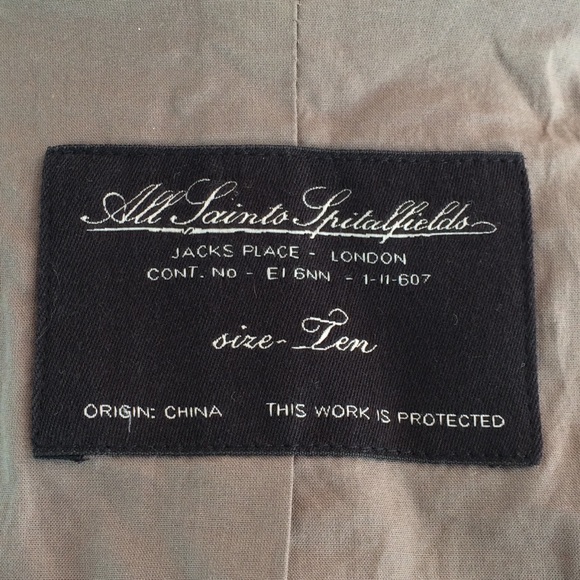 All Saints Spitalfields
JACKS PLACE - LONDON
CONT. No - E1 6NN - 1-11-607
size-Ten
ORIGIN: CHINA THIS WORK IS PROTECTED